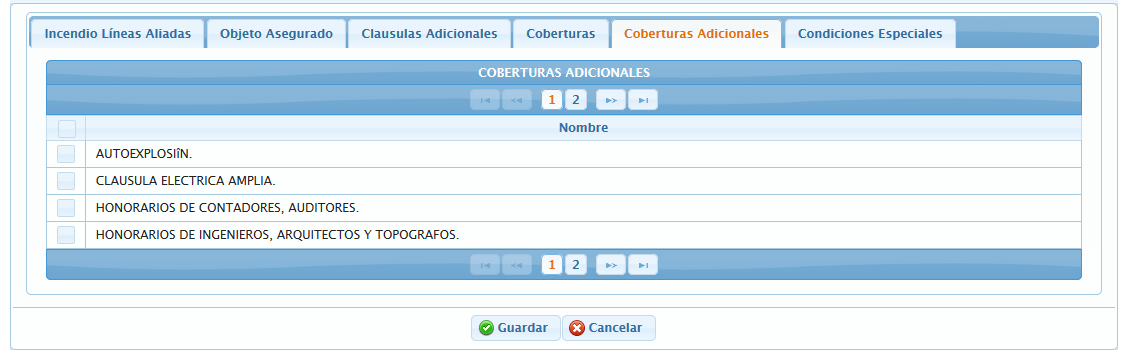 Incendio Líneas Aliadas Objeto Asegurado Clausulas Adicionales Coberturas Coberturas Adicionales Condiciones Especiales
COBERTURAS ADICIONALES
1 2
Nombre
AUTOEXPLOSIîN.
CLAUSULA ELECTRICA AMPLIA.
HONORARIOS DE CONTADORES, AUDITORES.
HONORARIOS DE INGENIEROS, ARQUITECTOS Y TOPOGRAFOS.
1 2
Guardar Cancelar